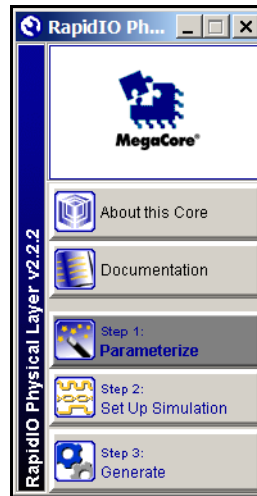 RapidIO Ph...
MegaCore®
About this Core
Documentation
Step 1:
Parameterize
Step 2:
Set Up Simulation
Step 3:
Generate
RapidIO Physical Layer v2.2.2